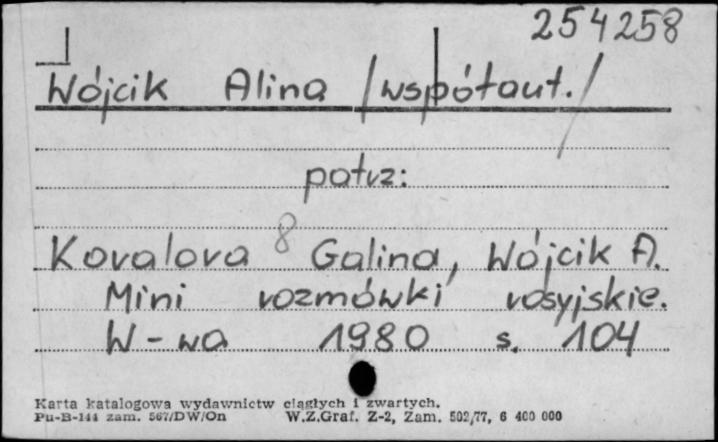 254258
Wójcik Alina /współaut./
patrz:
Kovalova 8 Galina, Wójcik A.
Mini rozmówki rosyjskie.
W-wa 1980 s. 104
Karta katalogowa wydawnictw ciągłych i zwartych.
Pu-B-144 zam. 567/DW/On W.Z.Graf. Z-2, Zam. 502/77, 6 400 000